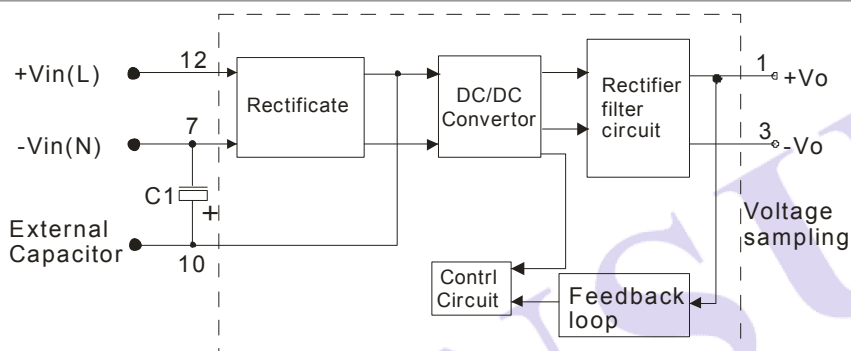 +Vin(L)
12
Rectificate
DC/DC
Convertor
Rectifier
filter
circuit
1
+Vo
-Vin(N)
7
3
-Vo
C1
+
External
Capacitor
10
Voltage
sampling
Contrl
Circuit
Feedback
loop